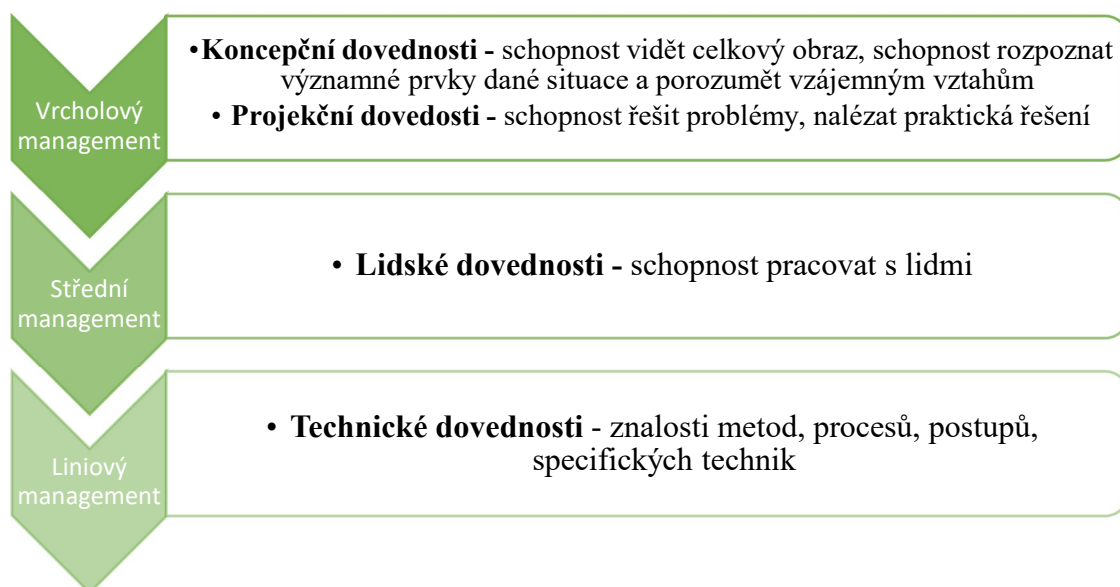 Vrcholový
management
•Koncepční dovednosti - schopnost vidět celkový obraz, schopnost rozpoznat
významné prvky dané situace a porozumět vzájemným vztahům
• Projekční dovedosti - schopnost řešit problémy, nalézat praktická řešení
Střední
management
• Lidské dovednosti - schopnost pracovat s lidmi
Liniový
management
• Technické dovednosti - znalosti metod, procesů, postupů,
specifických technik